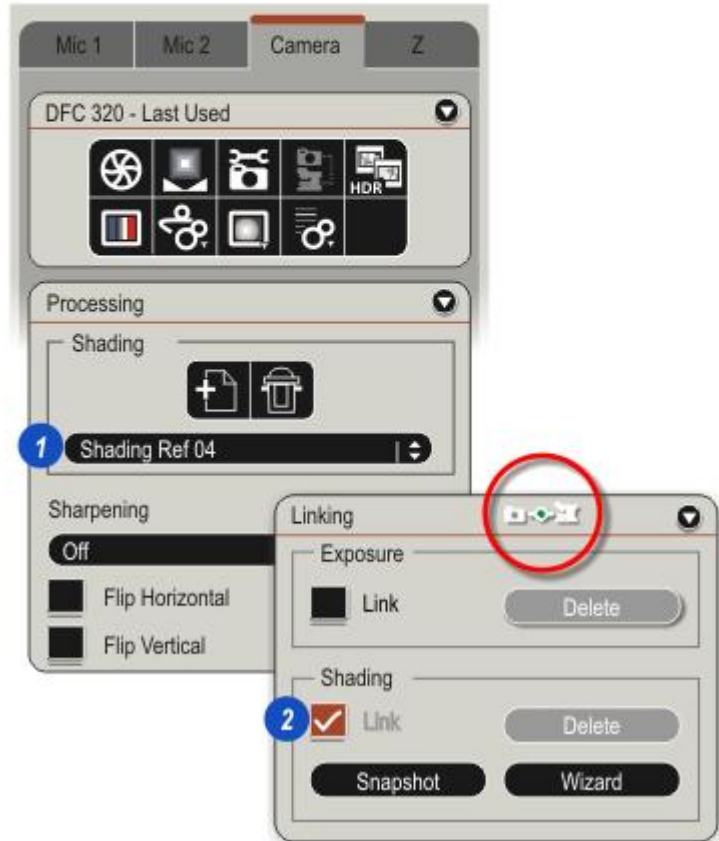 Mic 1 Mic 2 Camera Z
DFC 320 - Last Used
HDR
Processing
Shading
1 Shading Ref 04
Sharpening
Off
Flip Horizontal
Flip Vertical
Linking
Exposure
Link Delete
Shading
2 Link Delete
Snapshot Wizard